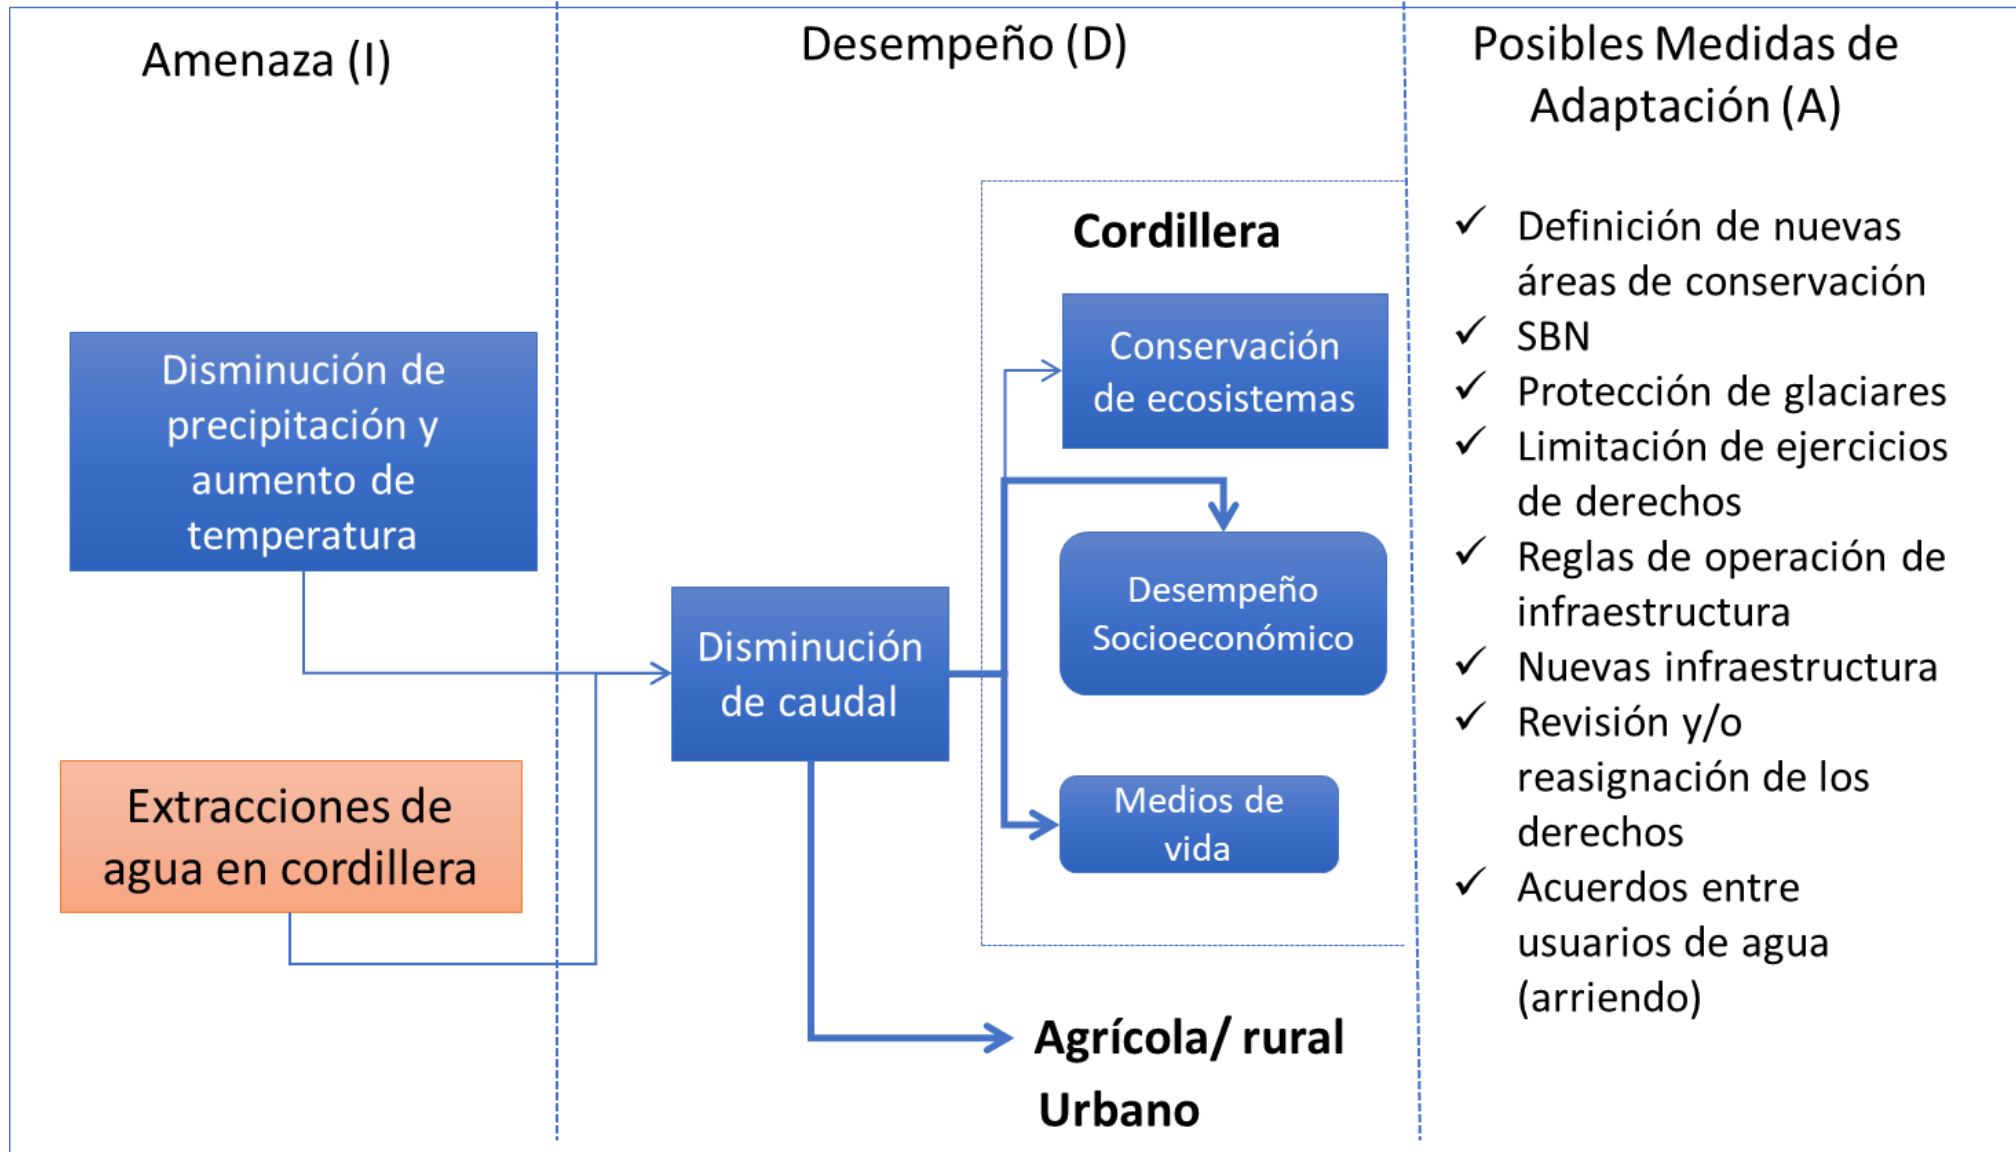 Amenaza (I)
Desempeño (D)
Posibles Medidas de
Adaptación (A)
Disminución de
precipitación y
aumento de
temperatura
Extracciones de
agua en cordillera
Disminución
de caudal
Cordillera
Conservación
de ecosistemas
Desempeño
Socioeconómico
Medios de
vida
Agrícola/ rural
Urbano
✓ Definición de nuevas
áreas de conservación
✓ SBN
✓ Protección de glaciares
✓ Limitación de ejercicios
de derechos
✓ Reglas de operación de
infraestructura
✓ Nuevas infraestructura
✓ Revisión y/o
reasignación de los
derechos
✓ Acuerdos entre
usuarios de agua
(arriendo)